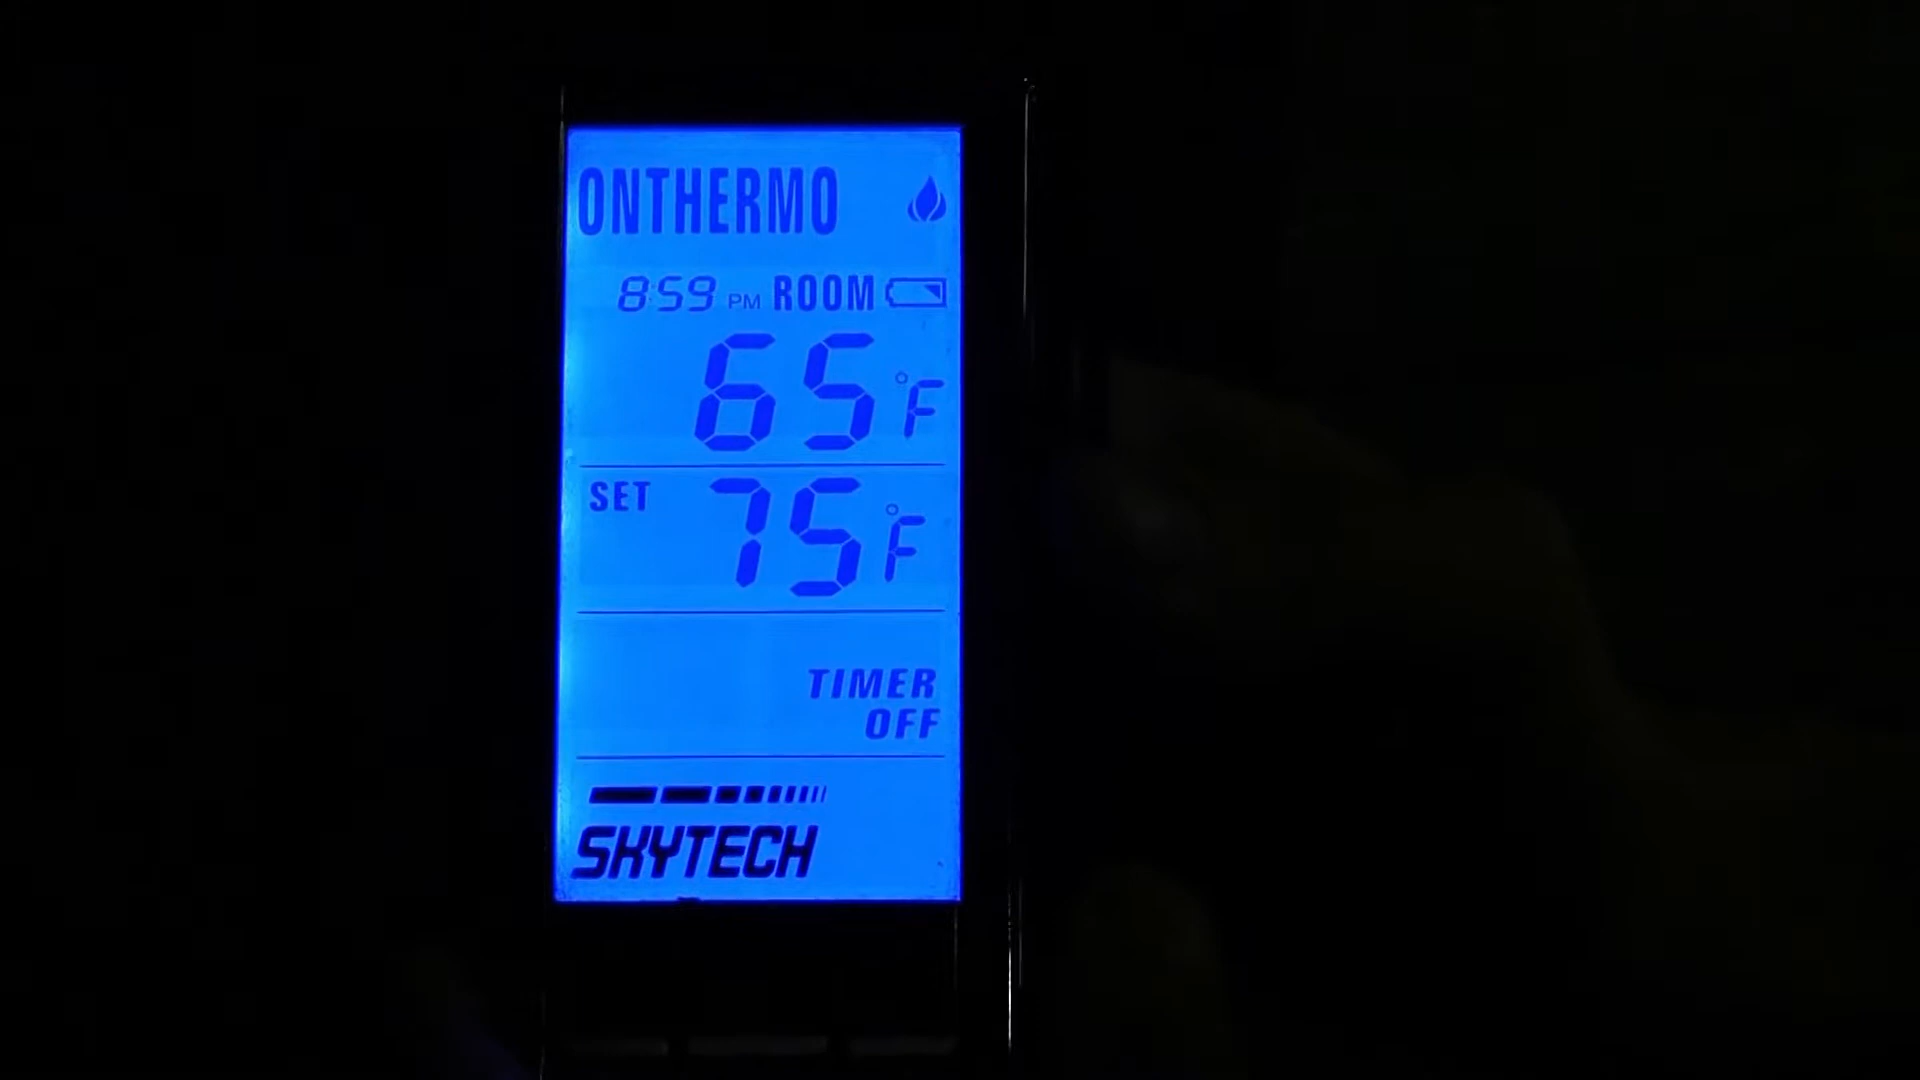 ONTHERMO
8:59 PM ROOM
65°F
SET 75°F
TIMER
OFF
SKYTECH